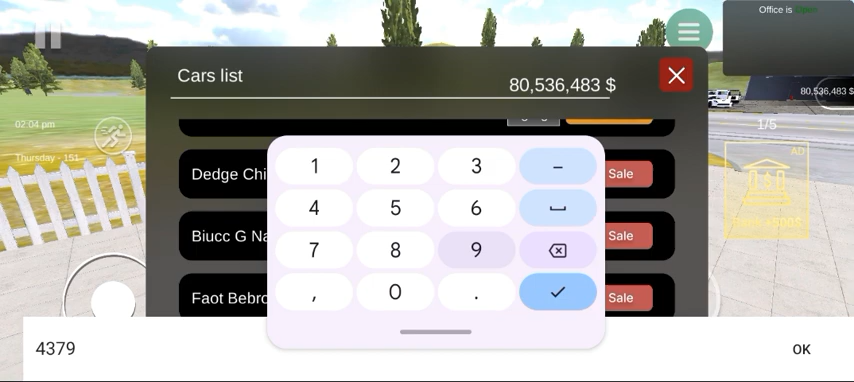 Office is Open
Cars list
80,536,483 $
80,536,483 $
02:04 pm
1/5
Thursday - 151
AD
Dedge Chi
Sale
Biucc G Na
Sale
Faot Bebro
Sale
1 2 3 –
4 5 6
7 8 9
, 0 .
4379
OK